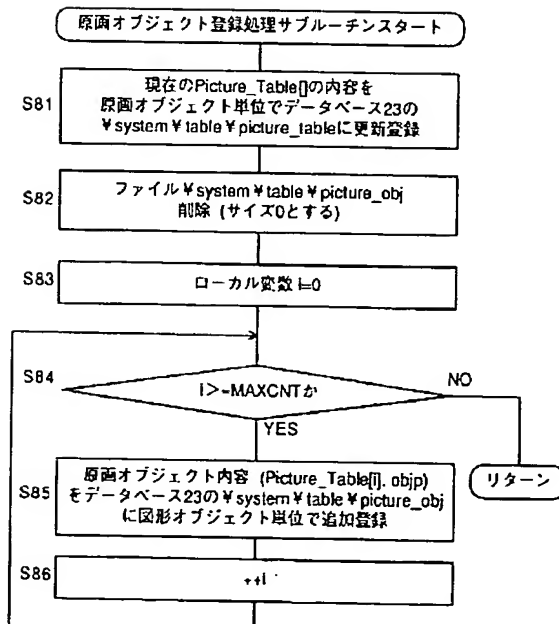 原画オブジェクト登録処理サブルーチンスタート
S81
現在のPicture_Table[]の内容を
原画オブジェクト単位でデータベース23の
¥system¥table¥picture_tableに更新登録
S82
ファイル¥system¥table¥picture_obj
削除 (サイズ0とする)
S83
ローカル変数 i=0
S84
i>=MAXCNTか
NO
YES
リターン
S85
原画オブジェクト内容 (Picture_Table[i]. objp)
をデータベース23の¥system¥table¥picture_obj
に図形オブジェクト単位で追加登録
S86
++i